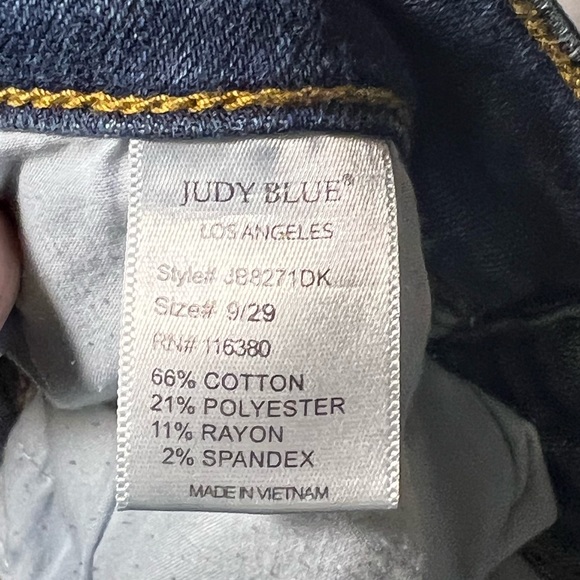 JUDY BLUE®
LOS ANGELES
Style# JB8271DK
Size# 9/29
RN# 116380
66% COTTON
21% POLYESTER
11% RAYON
2% SPANDEX
MADE IN VIETNAM